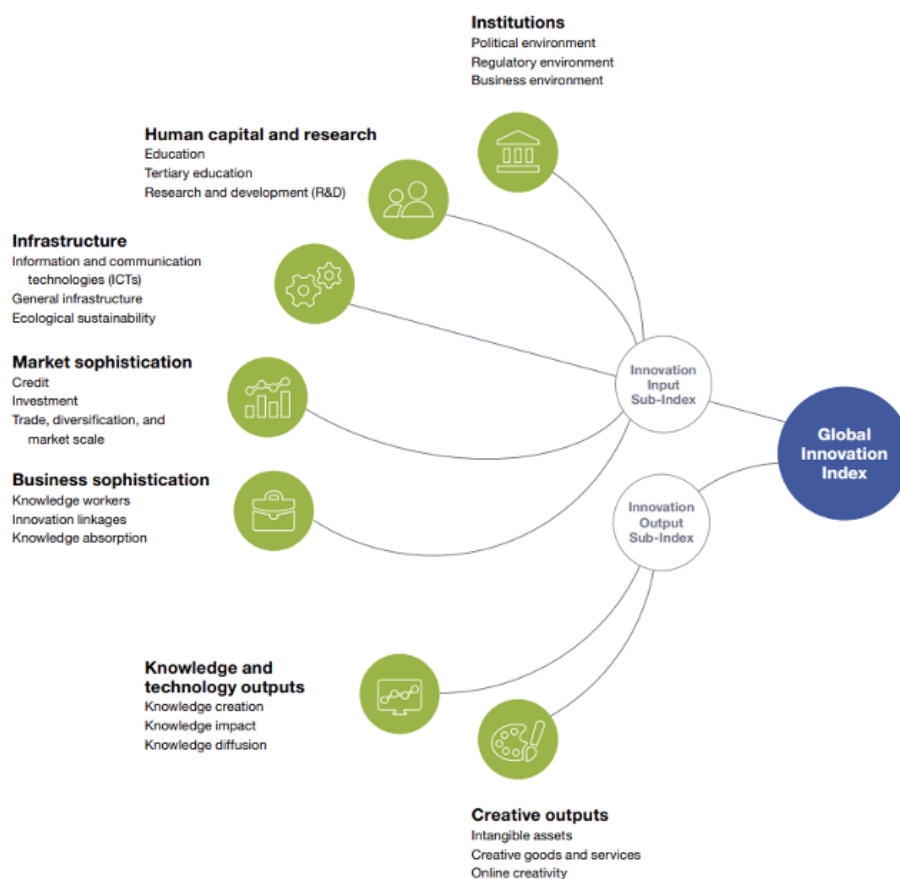 Institutions
Political environment
Regulatory environment
Business environment
Human capital and research
Education
Tertiary education
Research and development (R&D)
Infrastructure
Information and communication
technologies (ICTs)
General infrastructure
Ecological sustainability
Market sophistication
Credit
Investment
Trade, diversification, and
market scale
Business sophistication
Knowledge workers
Innovation linkages
Knowledge absorption
Innovation
Input
Sub-Index
Global
Innovation
Index
Innovation
Output
Sub-Index
Knowledge and
technology outputs
Knowledge creation
Knowledge impact
Knowledge diffusion
Creative outputs
Intangible assets
Creative goods and services
Online creativity